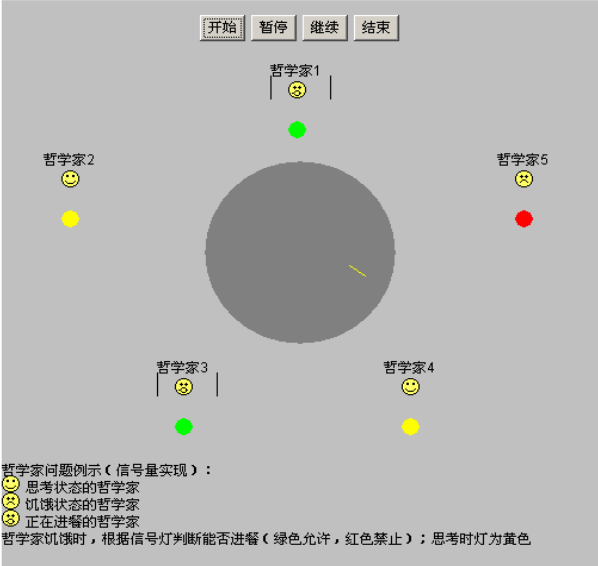 开始 暂停 继续 结束
哲学家1
哲学家2
哲学家5
哲学家3
哲学家4
哲学家问题例示(信号量实现):
思考状态的哲学家
饥饿状态的哲学家
正在进餐的哲学家
哲学家饥饿时,根据信号灯判断能否进餐(绿色允许,红色禁止);思考时灯为黄色